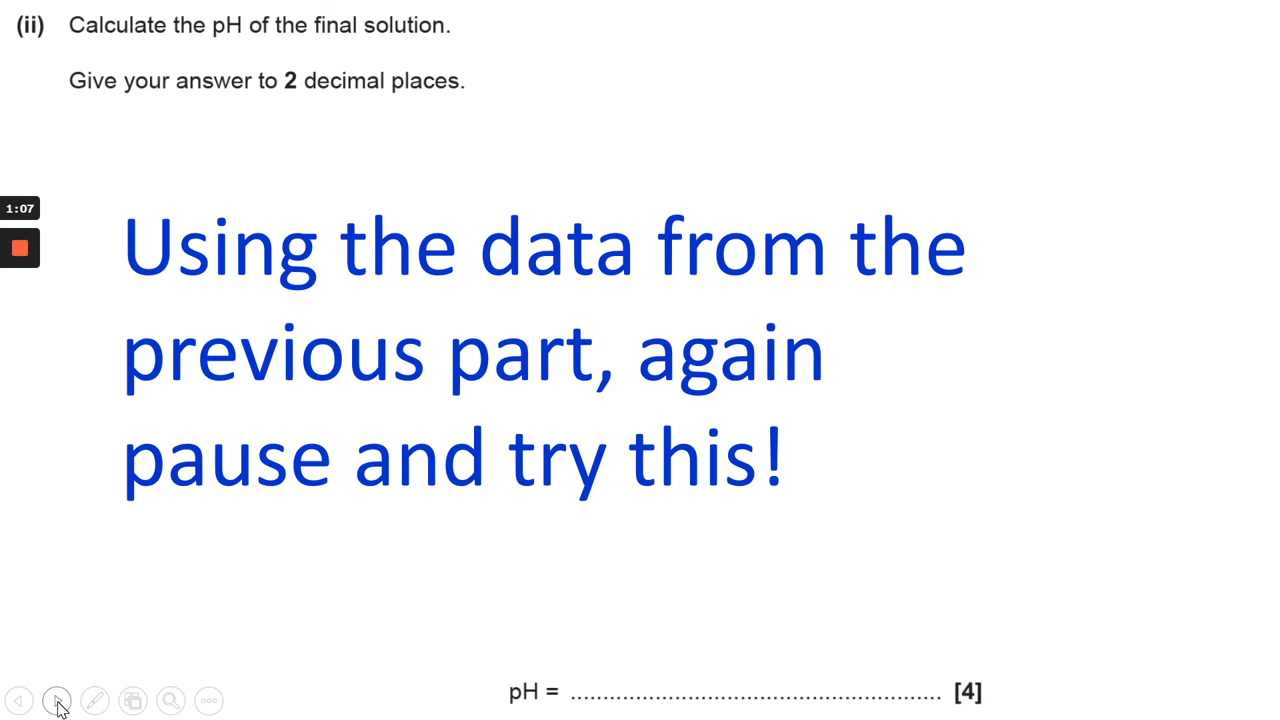 (ii) Calculate the pH of the final solution.
Give your answer to 2 decimal places.
1:07
Using the data from the
previous part, again
pause and try this!
pH = ........................................................ [4]